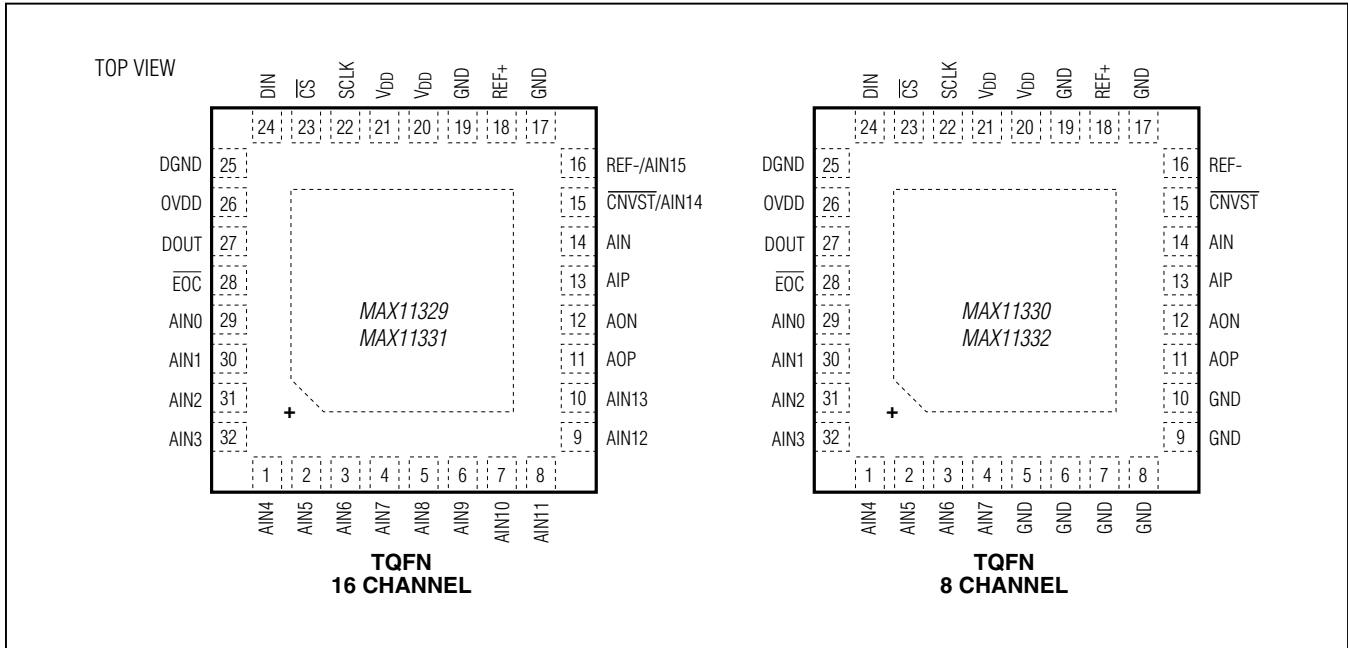 TOP VIEW
DIN CS SCLK VDD VDD GND REF+ GND
24 23 22 21 20 19 18 17
DGND 25
OVDD 26
DOUT 27
EOC 28
AIN0 29
AIN1 30
AIN2 31
AIN3 32
16 REF-/AIN15
15 CNVST/AIN14
14 AIN
13 AIP
12 AON
11 AOP
10 AIN13
9 AIN12
MAX11329
MAX11331
+
1 2 3 4 5 6 7 8
AIN4 AIN5 AIN6 AIN7 AIN8 AIN9 AIN10 AIN11
TQFN
16 CHANNEL
DIN CS SCLK VDD VDD GND REF+ GND
24 23 22 21 20 19 18 17
DGND 25
OVDD 26
DOUT 27
EOC 28
AIN0 29
AIN1 30
AIN2 31
AIN3 32
16 REF-
15 CNVST
14 AIN
13 AIP
12 AON
11 AOP
10 GND
9 GND
MAX11330
MAX11332
+
1 2 3 4 5 6 7 8
AIN4 AIN5 AIN6 AIN7 GND GND GND GND
TQFN
8 CHANNEL